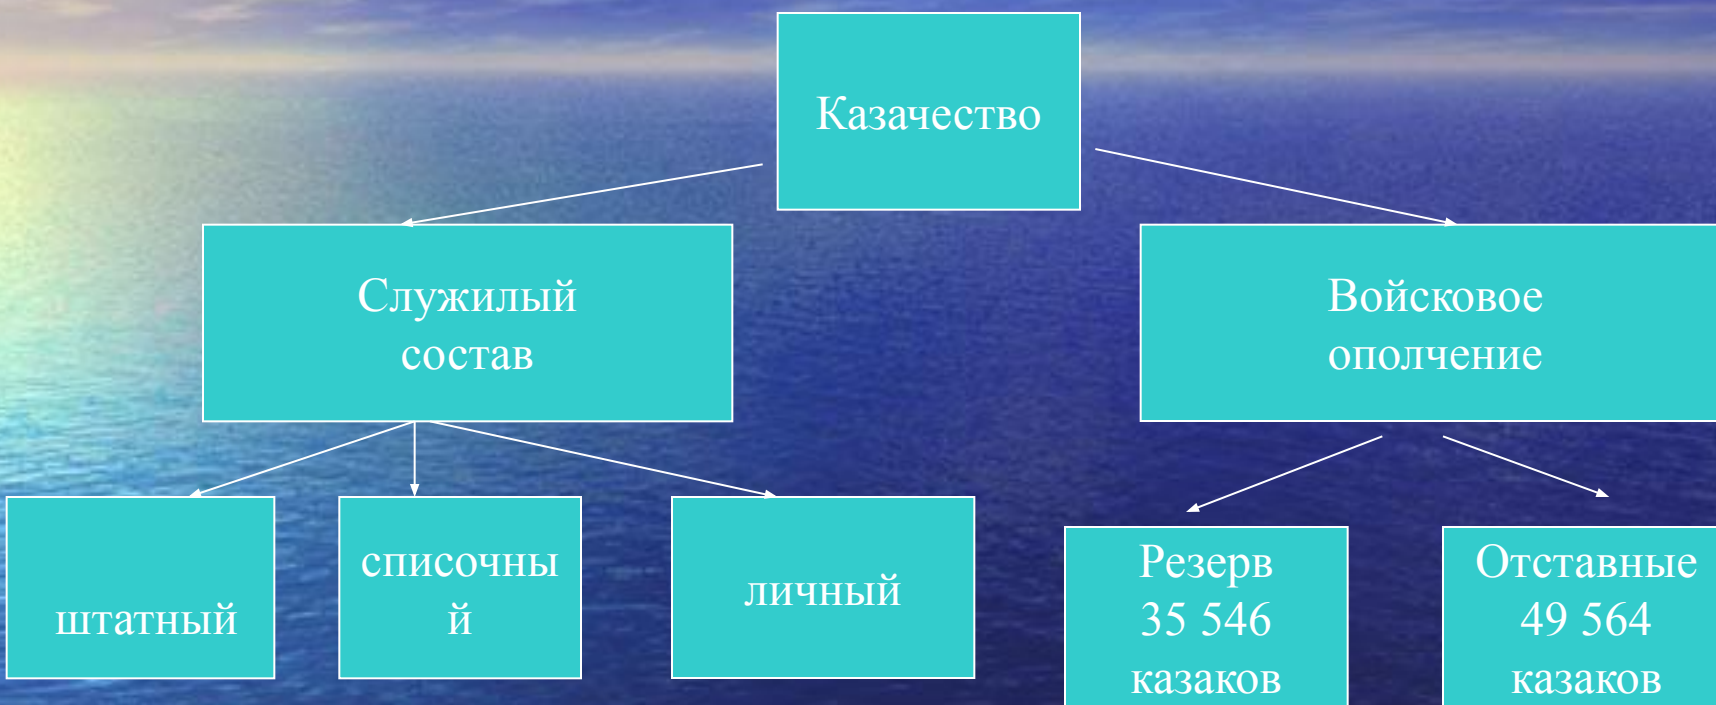 Казачество
Служилый
состав
Войсковое
ополчение
штатный
списочны
й
личный
Резерв
35 546
казаков
Отставные
49 564
казаков